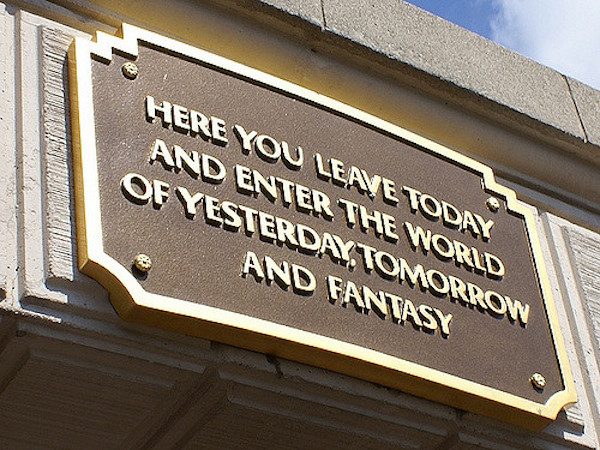 HERE YOU LEAVE TODAY
AND ENTER THE WORLD
OF YESTERDAY, TOMORROW
AND FANTASY